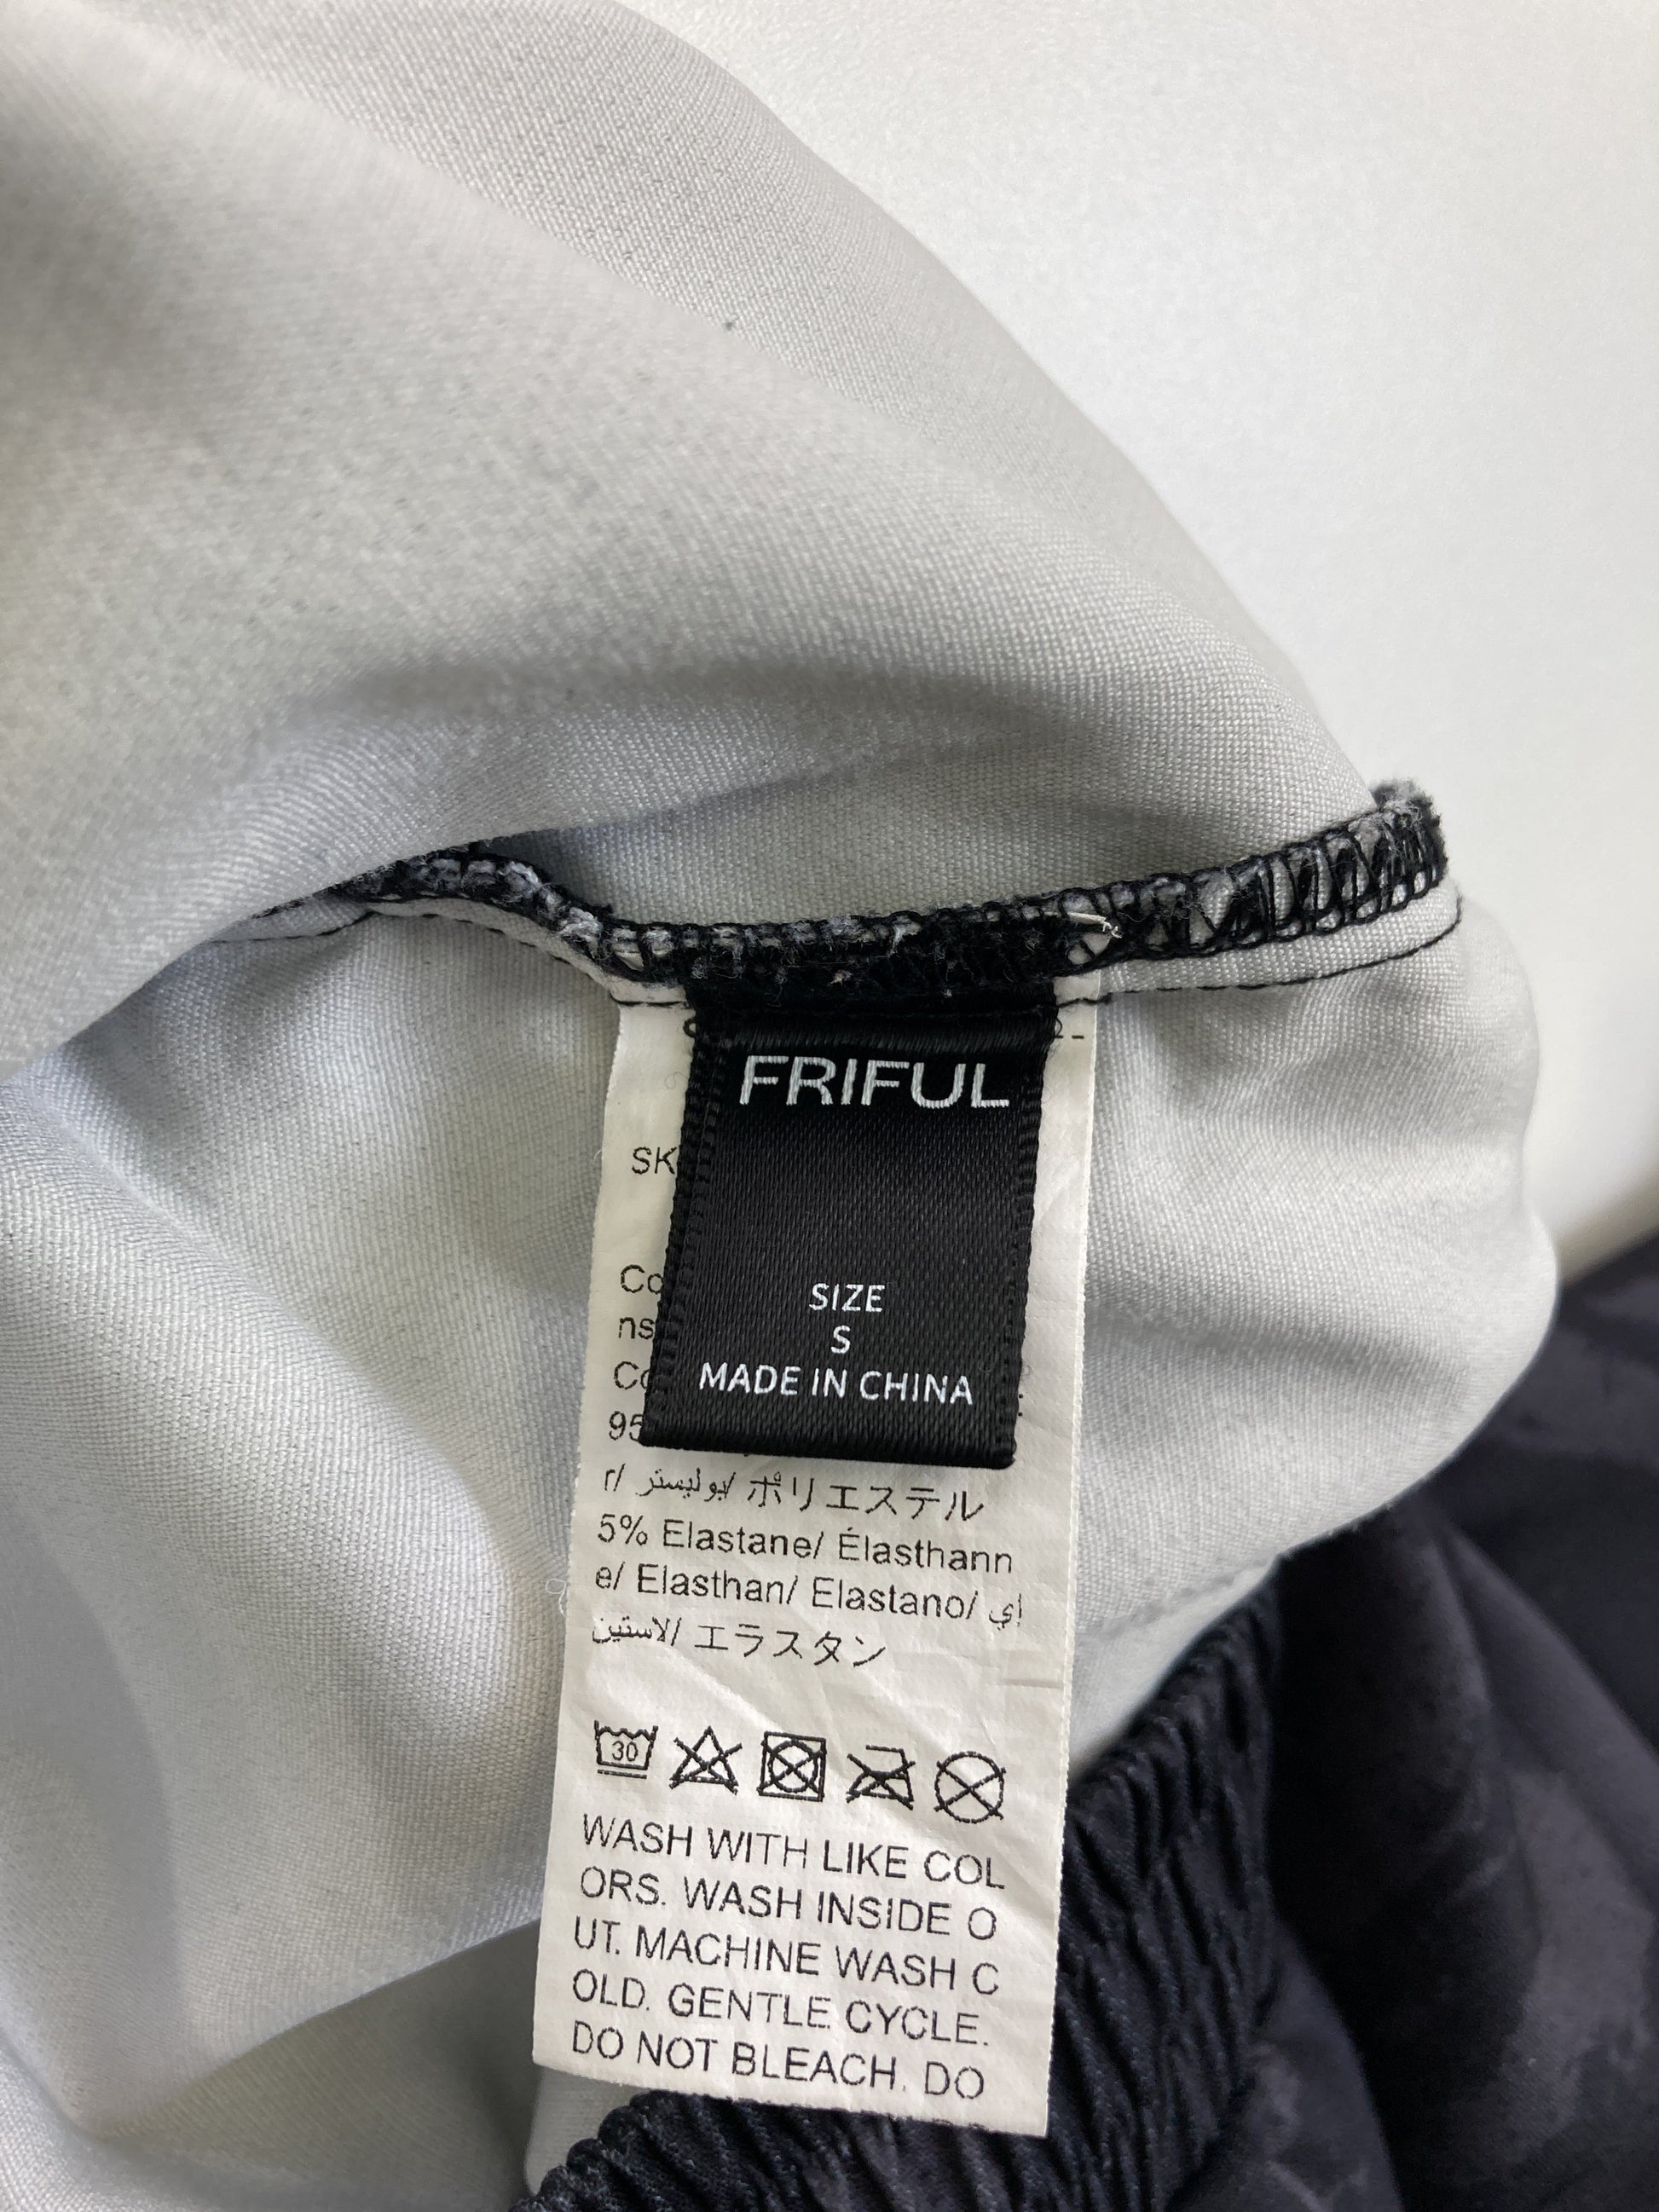 FRIFUL
SIZE
S
MADE IN CHINA
SK
Co
ns
Co
95
r/ بوليستر/ ポリエステル
5% Elastane/ Élasthann
e/ Elasthan/ Elastano/ إي
لاستين/ エラスタン
30
WASH WITH LIKE COL
ORS. WASH INSIDE O
UT. MACHINE WASH C
OLD. GENTLE CYCLE.
DO NOT BLEACH. DO